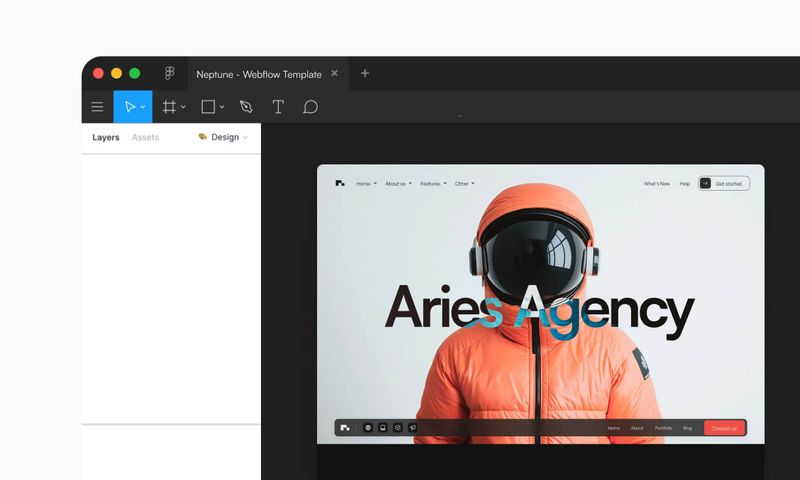 Neptune - Webflow Template
Layers Assets Design
Home About us Features Other What's New Help Get started
Aries Agency
Home About Portfolio Blog Contact us